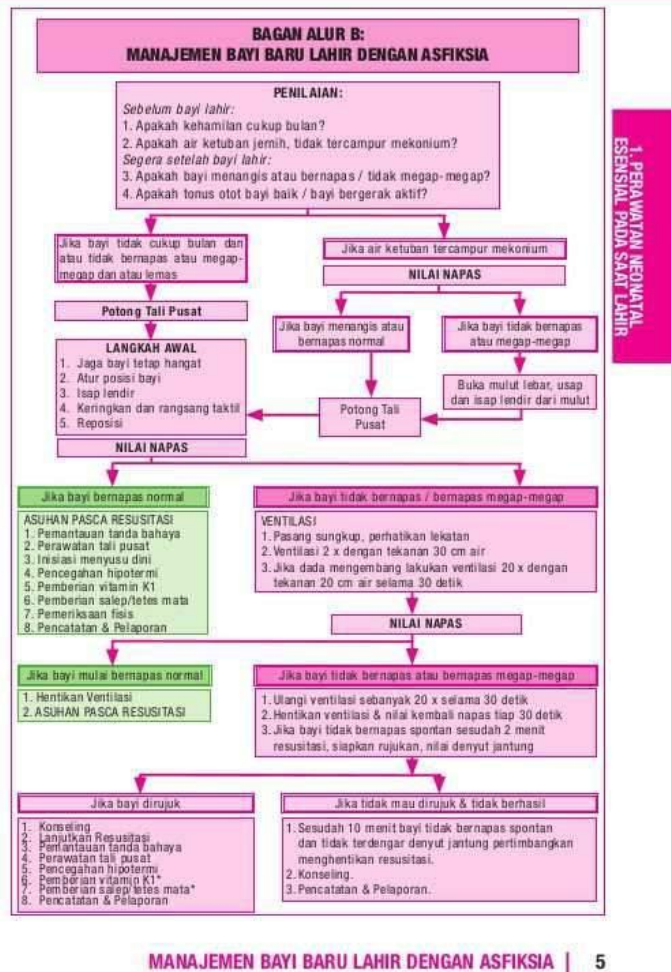 BAGAN ALUR B:
MANAJEMEN BAYI BARU LAHIR DENGAN ASFIKSIA
PENILAIAN:
Sebelum bayi lahir:
1. Apakah kehamilan cukup bulan?
2. Apakah air ketuban jernih, tidak tercampur mekonium?
Segera setelah bayi lahir:
3. Apakah bayi menangis atau bernapas / tidak megap-megap?
4. Apakah tonus otot bayi baik / bayi bergerak aktif?
Jika bayi tidak cukup bulan dan
atau tidak bernapas atau megap-
megap dan atau lemas
Potong Tali Pusat
LANGKAH AWAL
1. Jaga bayi tetap hangat
2. Atur posisi bayi
3. Isap lendir
4. Keringkan dan rangsang taktil
5. Reposisi
NILAI NAPAS
Jika air ketuban tercampur mekonium
NILAI NAPAS
Jika bayi menangis atau
bernapas normal
Jika bayi tidak bernapas
atau megap-megap
Buka mulut lebar, usap
dan isap lendir dari mulut
Potong Tali
Pusat
Jika bayi bernapas normal
ASUHAN PASCA RESUSITASI
1. Pemantauan tanda bahaya
2. Perawatan tali pusat
3. Inisiasi menyusu dini
4. Pencegahan hipotermi
5. Pemberian vitamin K1
6. Pemberian salep/tetes mata
7. Pemeriksaan fisis
8. Pencatatan & Pelaporan
Jika bayi tidak bernapas / bernapas megap-megap
VENTILASI
1. Pasang sungkup, perhatikan lekatan
2. Ventilasi 2 x dengan tekanan 30 cm air
3. Jika dada mengembang lakukan ventilasi 20 x dengan
tekanan 20 cm air selama 30 detik
NILAI NAPAS
Jika bayi mulai bernapas normal
1. Hentikan Ventilasi
2. ASUHAN PASCA RESUSITASI
Jika bayi tidak bernapas atau bernapas megap-megap
1. Ulangi ventilasi sebanyak 20 x selama 30 detik
2. Hentikan ventilasi & nilai kembali napas tiap 30 detik
3. Jika bayi tidak bernapas spontan sesudah 2 menit
resusitasi, siapkan rujukan, nilai denyut jantung
Jika bayi dirujuk
1. Konseling
2. Lanjutkan Resusitasi
3. Pemantauan tanda bahaya
4. Perawatan tali pusat
5. Pencegahan hipotermi
6. Pemberian vitamin K1*
7. Pemberian salep/tetes mata*
8. Pencatatan & Pelaporan
Jika tidak mau dirujuk & tidak berhasil
1. Sesudah 10 menit bayi tidak bernapas spontan
dan tidak terdengar denyut jantung pertimbangkan
menghentikan resusitasi.
2. Konseling.
3. Pencatatan & Pelaporan.
1. PERAWATAN NEONATAL
ESENSIAL PADA SAAT LAHIR
MANAJEMEN BAYI BARU LAHIR DENGAN ASFIKSIA | 5